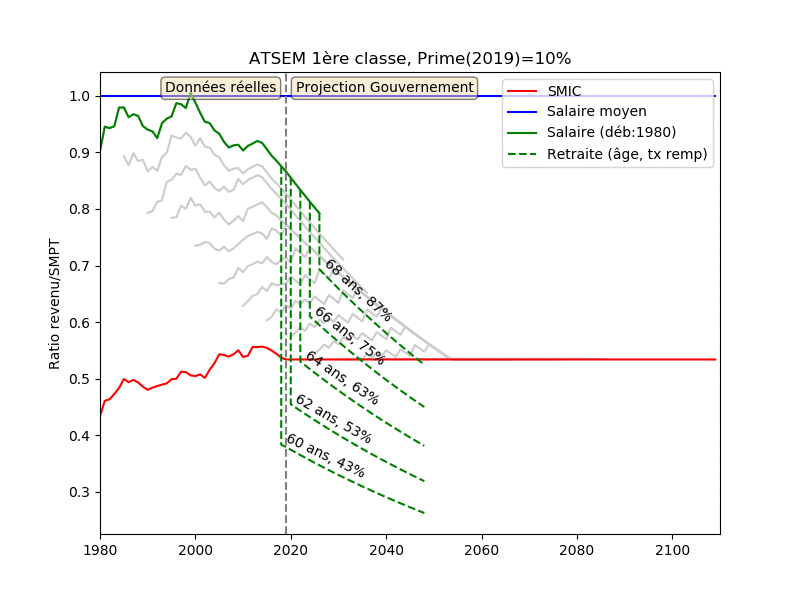 ATSEM 1ère classe, Prime(2019)=10%
Données réelles
Projection Gouvernement
SMIC
Salaire moyen
Salaire (déb:1980)
Retraite (âge, tx remp)
Ratio revenu/SMPT
1.0
0.9
0.8
0.7
0.6
0.5
0.4
0.3
68 ans, 87%
66 ans, 75%
64 ans, 63%
62 ans, 53%
60 ans, 43%
1980
2000
2020
2040
2060
2080
2100